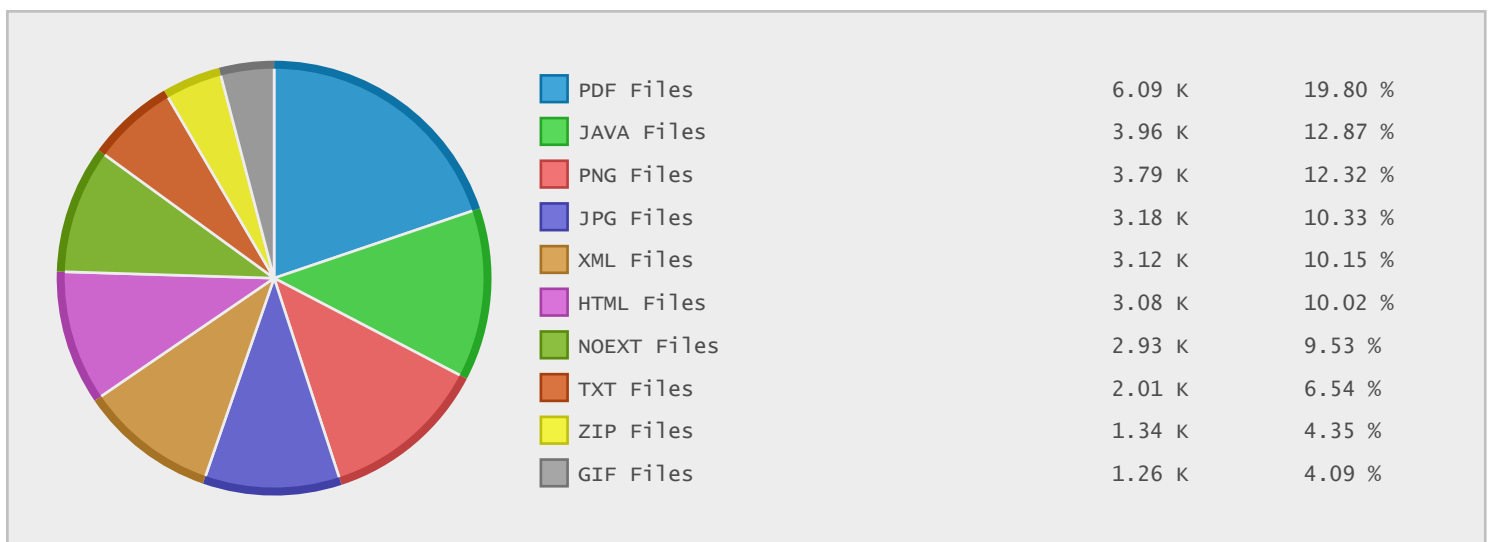 PDF Files 6.09 K 19.80 %
JAVA Files 3.96 K 12.87 %
PNG Files 3.79 K 12.32 %
JPG Files 3.18 K 10.33 %
XML Files 3.12 K 10.15 %
HTML Files 3.08 K 10.02 %
NOEXT Files 2.93 K 9.53 %
TXT Files 2.01 K 6.54 %
ZIP Files 1.34 K 4.35 %
GIF Files 1.26 K 4.09 %